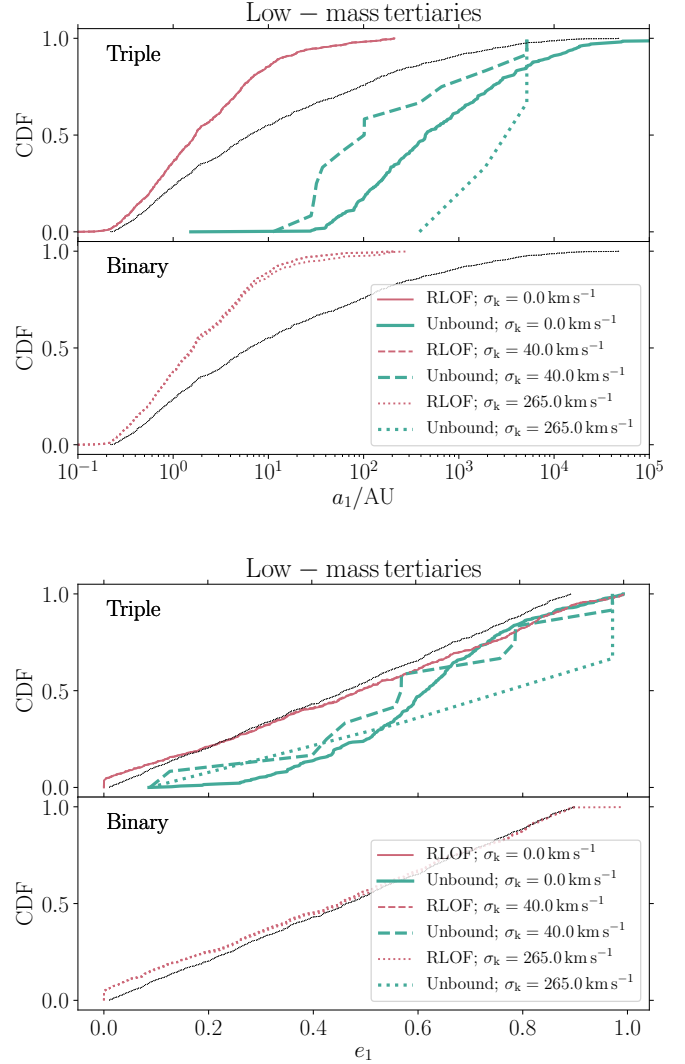 Low − mass tertiaries
Triple
CDF
1.0
0.5
0.0
Binary
CDF
1.0
0.5
0.0
RLOF; σk = 0.0 km s⁻¹
Unbound; σk = 0.0 km s⁻¹
RLOF; σk = 40.0 km s⁻¹
Unbound; σk = 40.0 km s⁻¹
RLOF; σk = 265.0 km s⁻¹
Unbound; σk = 265.0 km s⁻¹
10⁻¹ 10⁰ 10¹ 10² 10³ 10⁴ 10⁵
a₁/AU
Low − mass tertiaries
Triple
CDF
1.0
0.5
0.0
Binary
CDF
1.0
0.5
0.0
RLOF; σk = 0.0 km s⁻¹
Unbound; σk = 0.0 km s⁻¹
RLOF; σk = 40.0 km s⁻¹
Unbound; σk = 40.0 km s⁻¹
RLOF; σk = 265.0 km s⁻¹
Unbound; σk = 265.0 km s⁻¹
0.0 0.2 0.4 0.6 0.8 1.0
e₁